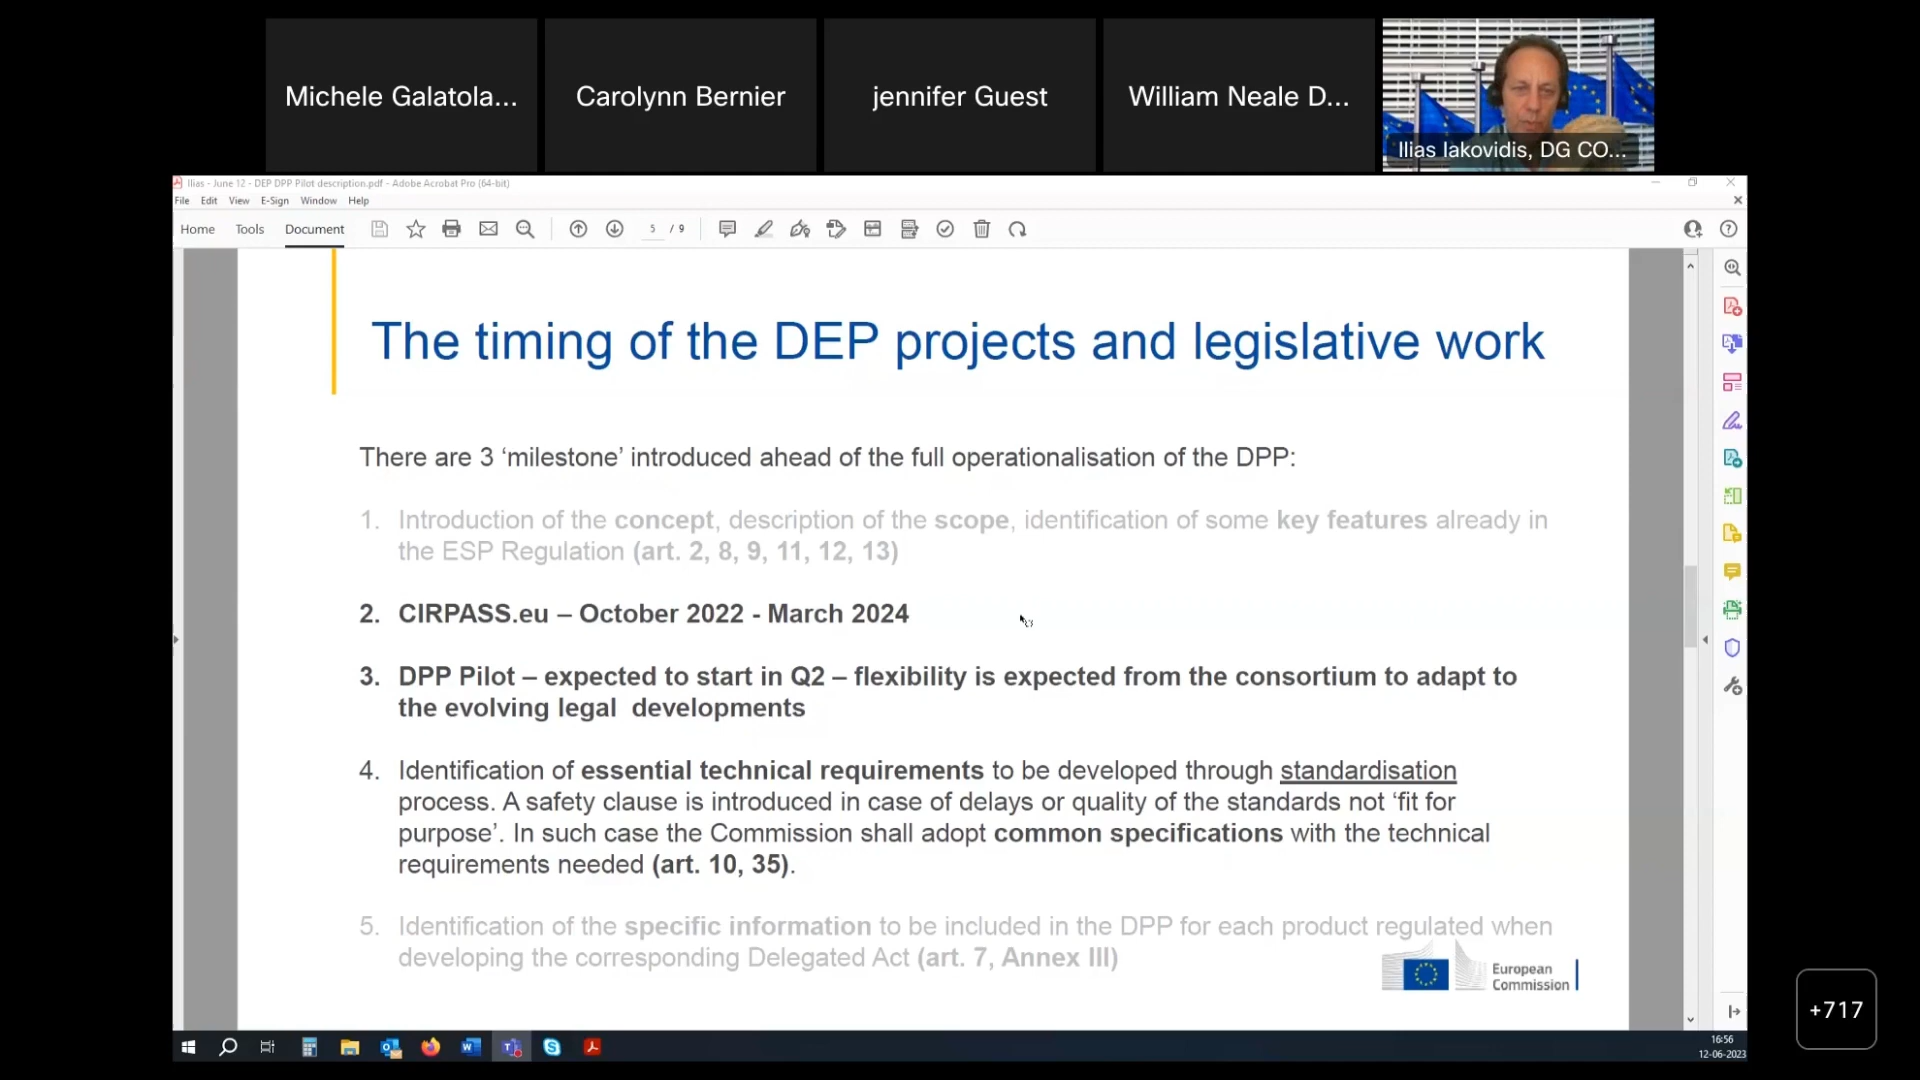 Michele Galatola...
Carolynn Bernier
jennifer Guest
William Neale D...
Ilias Iakovidis, DG CO...
Ilias - June 12 - DEP DPP Pilot description.pdf - Adobe Acrobat Pro (64-bit)
File Edit View E-Sign Window Help
Home Tools Document 5 / 9
The timing of the DEP projects and legislative work
There are 3 ‘milestone’ introduced ahead of the full operationalisation of the DPP:
1. Introduction of the concept, description of the scope, identification of some key features already in
the ESP Regulation (art. 2, 8, 9, 11, 12, 13)
2. CIRPASS.eu – October 2022 - March 2024
3. DPP Pilot – expected to start in Q2 – flexibility is expected from the consortium to adapt to
the evolving legal developments
4. Identification of essential technical requirements to be developed through standardisation
process. A safety clause is introduced in case of delays or quality of the standards not ‘fit for
purpose’. In such case the Commission shall adopt common specifications with the technical
requirements needed (art. 10, 35).
5. Identification of the specific information to be included in the DPP for each product regulated when
developing the corresponding Delegated Act (art. 7, Annex III)
European
Commission
+717
16:56
12-06-2023